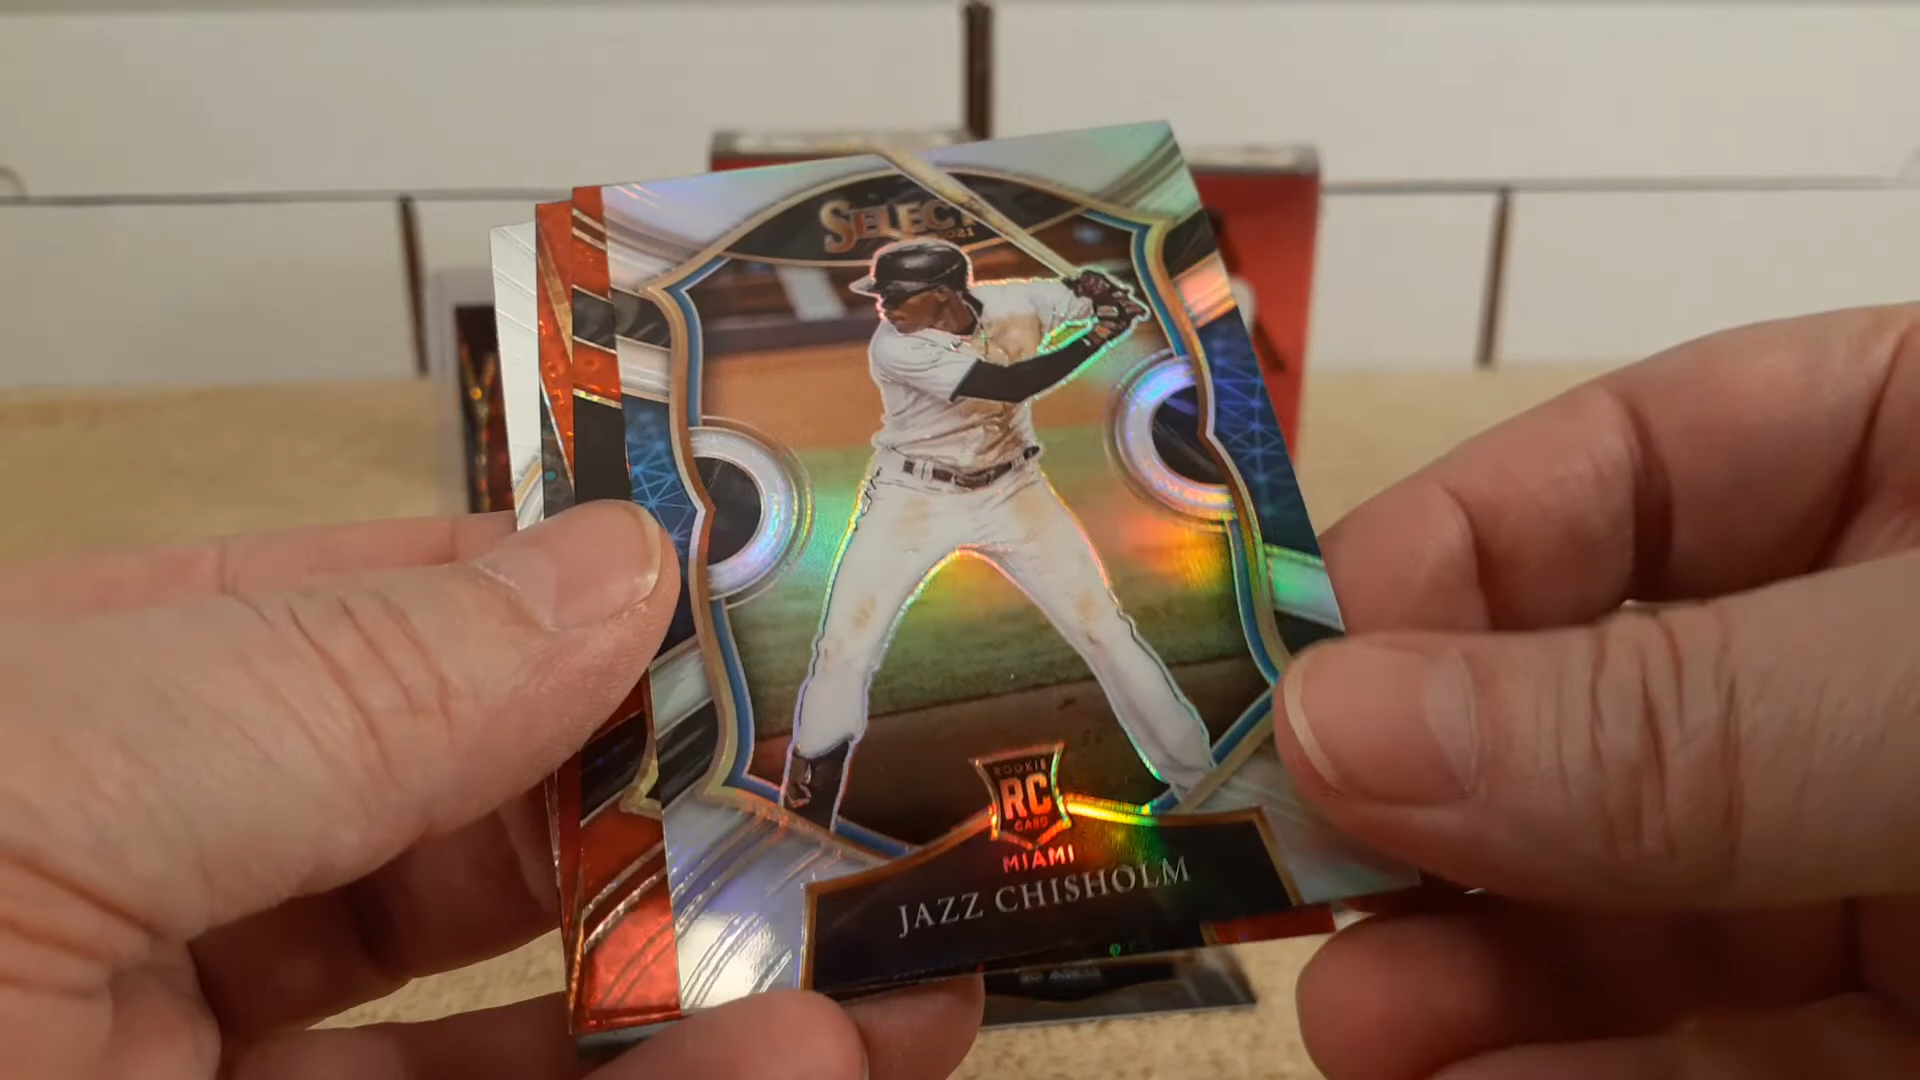 SELECT
2021
ROOKIE
RC
CARD
MIAMI
JAZZ CHISHOLM